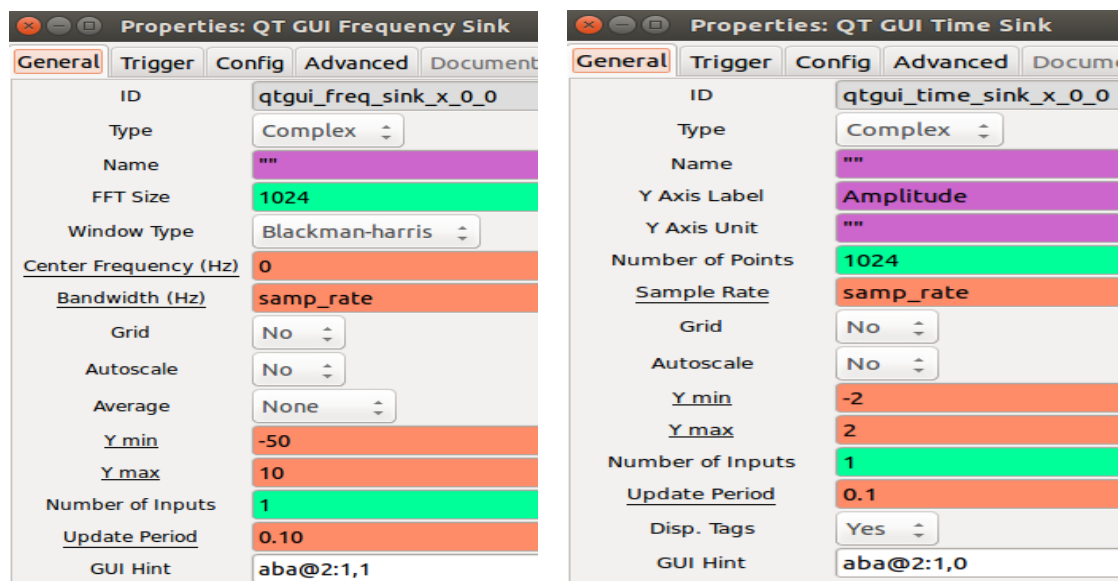 Properties: QT GUI Frequency Sink
General Trigger Config Advanced Document
ID qtgui_freq_sink_x_0_0
Type Complex
Name ""
FFT Size 1024
Window Type Blackman-harris
Center Frequency (Hz) 0
Bandwidth (Hz) samp_rate
Grid No
Autoscale No
Average None
Y min -50
Y max 10
Number of Inputs 1
Update Period 0.10
GUI Hint aba@2:1,1
Properties: QT GUI Time Sink
General Trigger Config Advanced Docume
ID qtgui_time_sink_x_0_0
Type Complex
Name ""
Y Axis Label Amplitude
Y Axis Unit ""
Number of Points 1024
Sample Rate samp_rate
Grid No
Autoscale No
Y min -2
Y max 2
Number of Inputs 1
Update Period 0.1
Disp. Tags Yes
GUI Hint aba@2:1,0